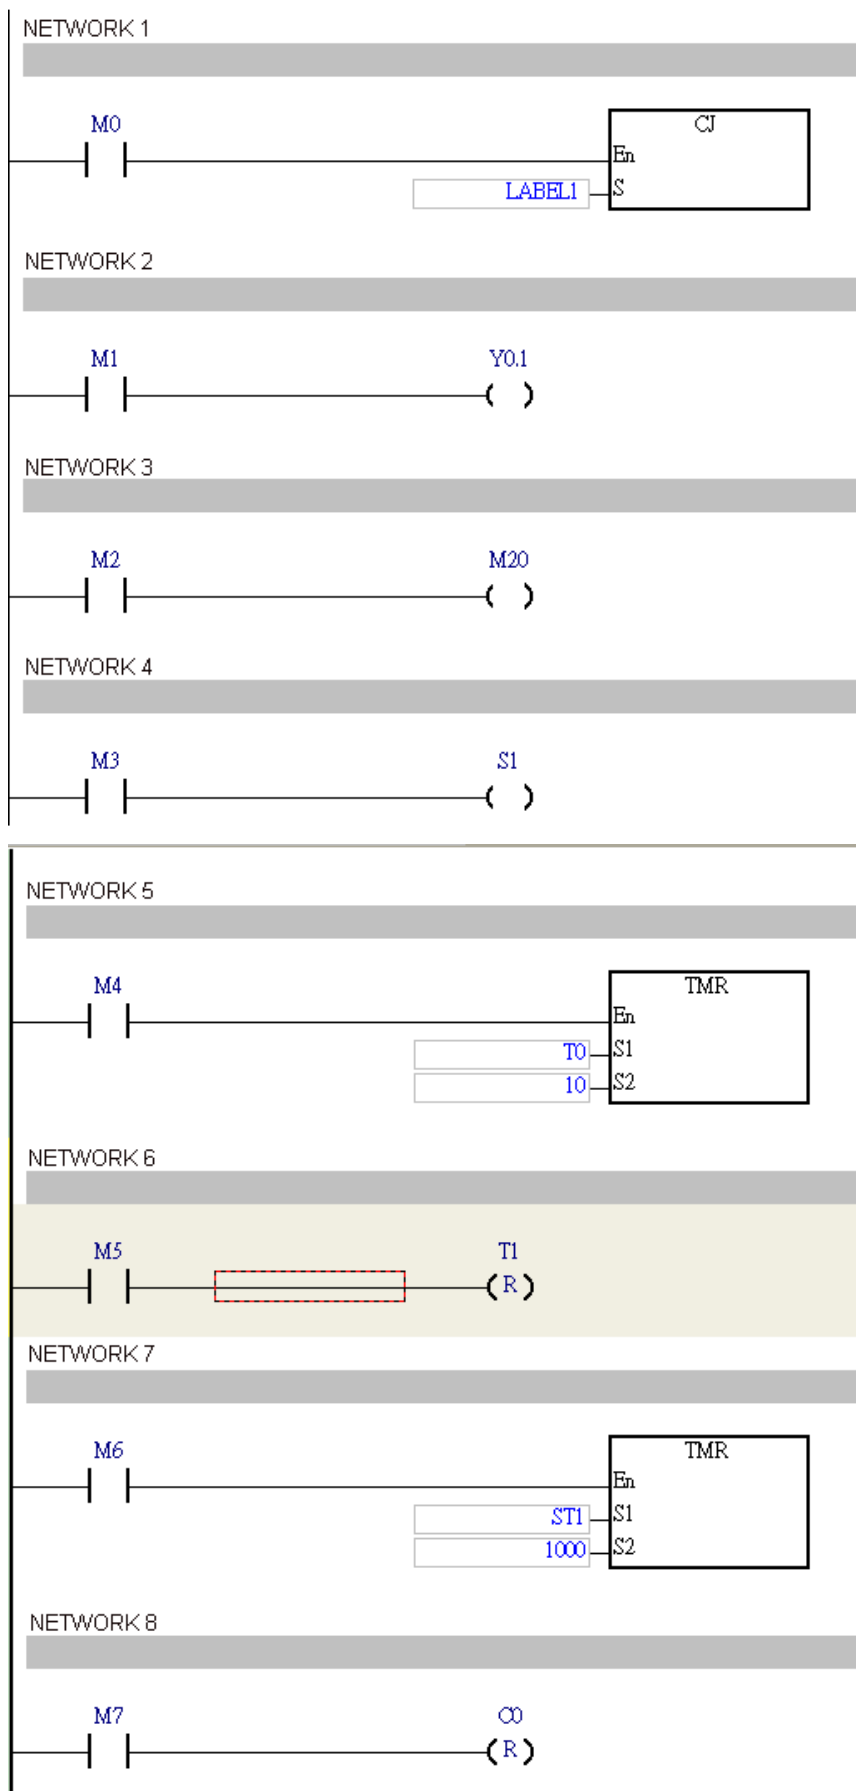 NETWORK 1
M0
CJ
En
LABEL1 S
NETWORK 2
M1 Y0.1
NETWORK 3
M2 M20
NETWORK 4
M3 S1
NETWORK 5
M4
TMR
En
T0 S1
10 S2
NETWORK 6
M5 T1
R
NETWORK 7
M6
TMR
En
ST1 S1
1000 S2
NETWORK 8
M7 C0
R